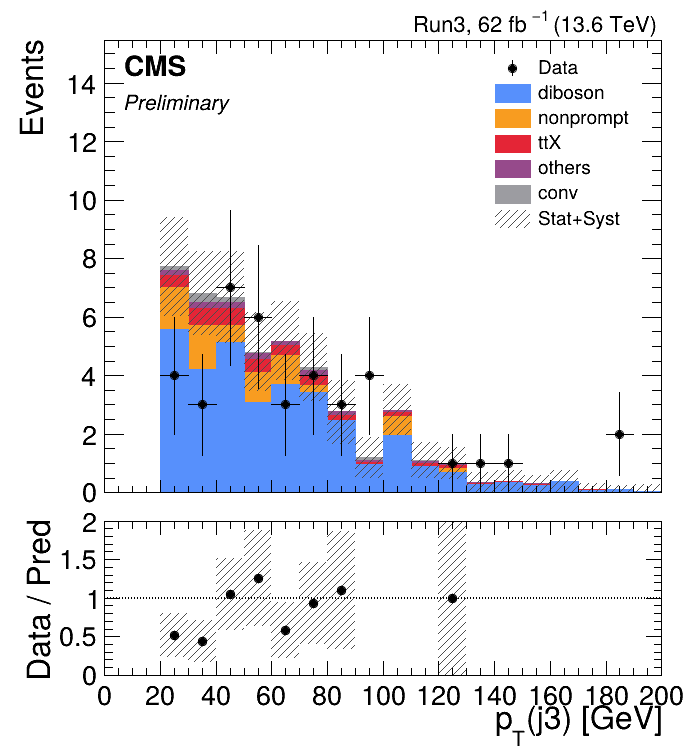 Run3, 62 fb⁻¹ (13.6 TeV)
CMS
Preliminary
Data
diboson
nonprompt
ttX
others
conv
Stat+Syst
Events
14
12
10
8
6
4
2
0
Data / Pred
2
1.5
1
0.5
0
0 20 40 60 80 100 120 140 160 180 200
p_T(j3) [GeV]